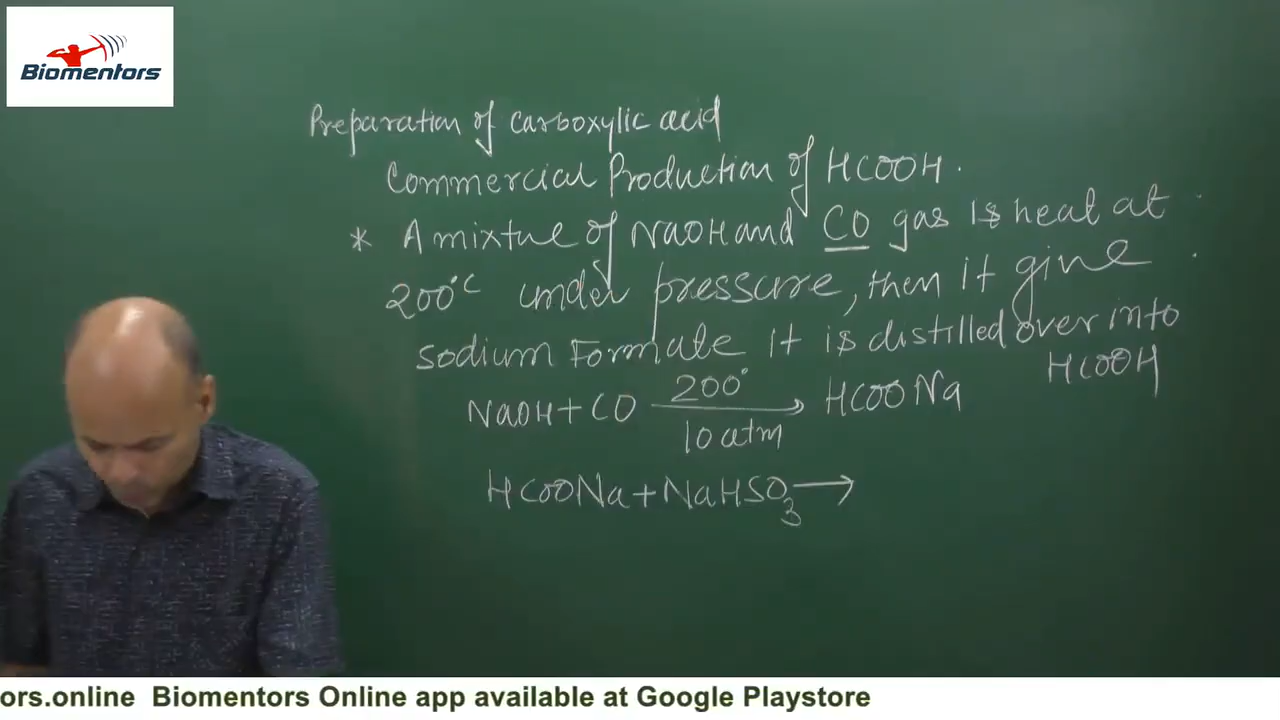 Biomentors
Preparation of carboxylic acid
Commercial Production of HCOOH.
* A mixtue of NaOH and CO gas is heat at
200°C under pressure, then it give
sodium Formate it is distilled over into
HCOOH
NaOH + CO 200° 10 atm → HCOONa
HCOONa + NaHSO3 →
ors.online Biomentors Online app available at Google Playstore